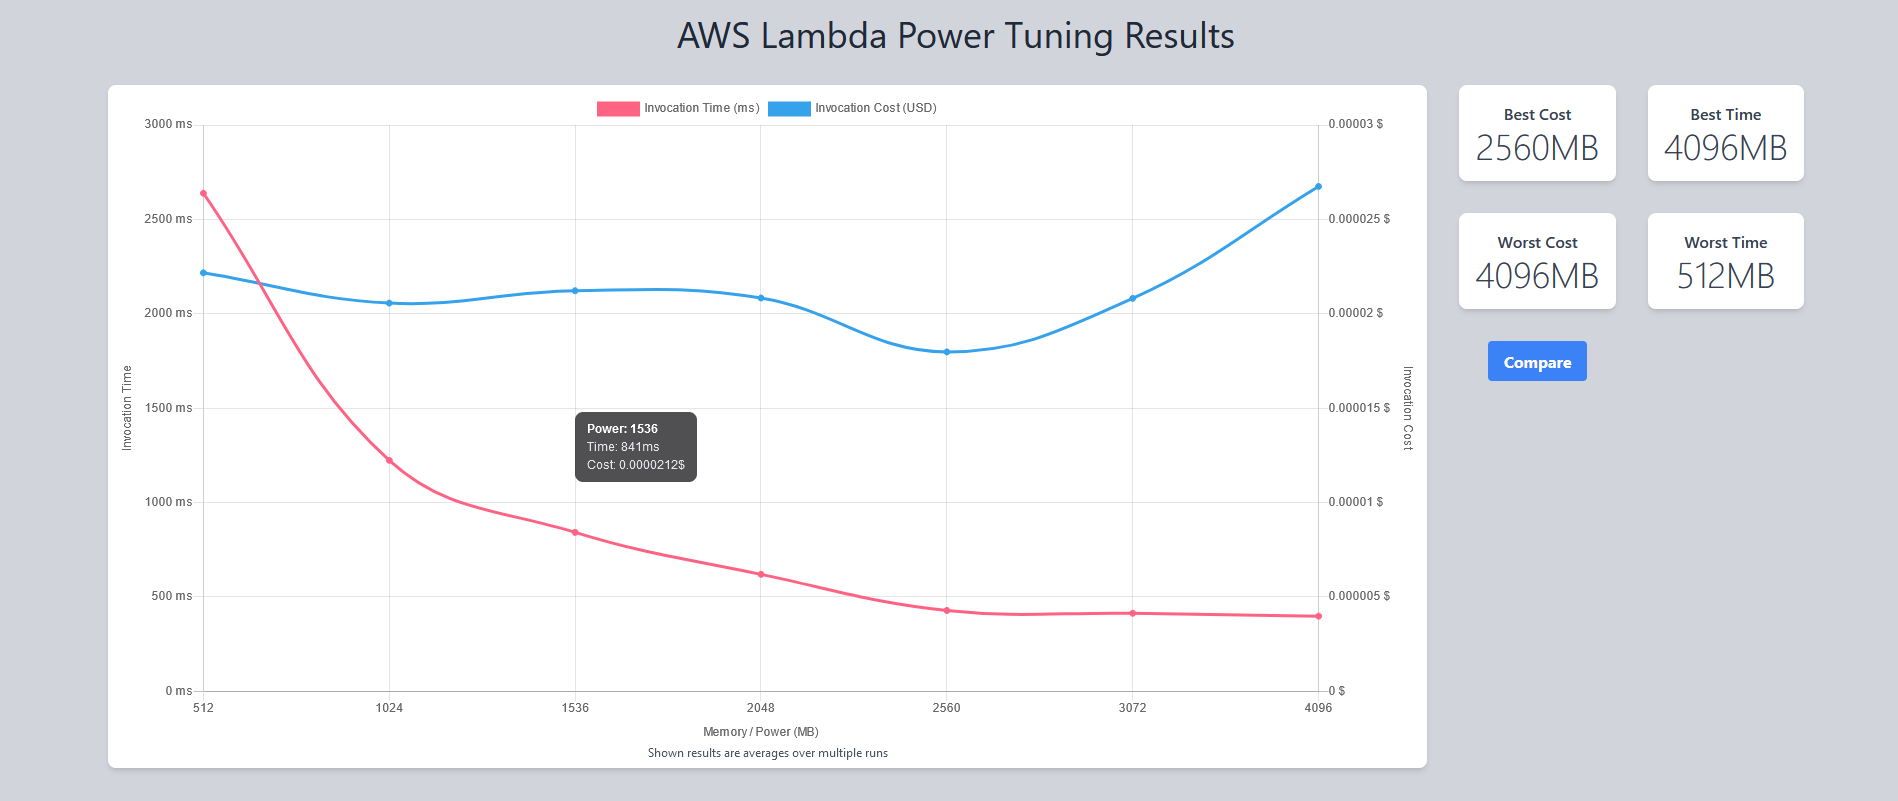 AWS Lambda Power Tuning Results
Invocation Time (ms) Invocation Cost (USD)
3000 ms
2500 ms
2000 ms
1500 ms
1000 ms
500 ms
0 ms
Invocation Time
Power: 1536
Time: 841ms
Cost: 0.0000212$
0.00003 $
0.000025 $
0.00002 $
0.000015 $
0.00001 $
0.000005 $
0 $
Invocation Cost
512 1024 1536 2048 2560 3072 4096
Memory / Power (MB)
Shown results are averages over multiple runs
Best Cost
2560MB
Best Time
4096MB
Worst Cost
4096MB
Worst Time
512MB
Compare